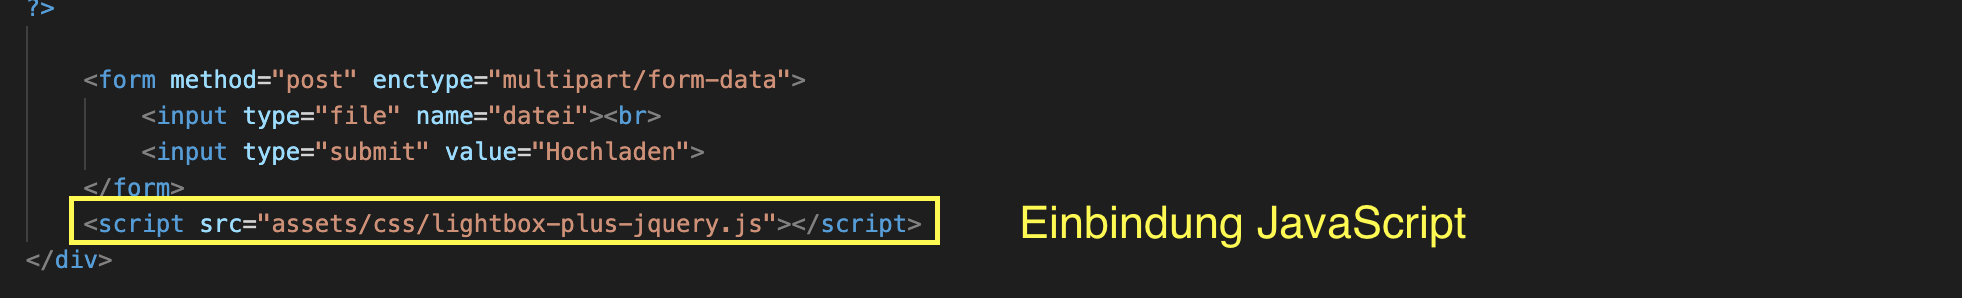 ?>
<form method="post" enctype="multipart/form-data">
<input type="file" name="datei"><br>
<input type="submit" value="Hochladen">
</form>
<script src="assets/css/lightbox-plus-jquery.js"></script>
Einbindung JavaScript
</div>